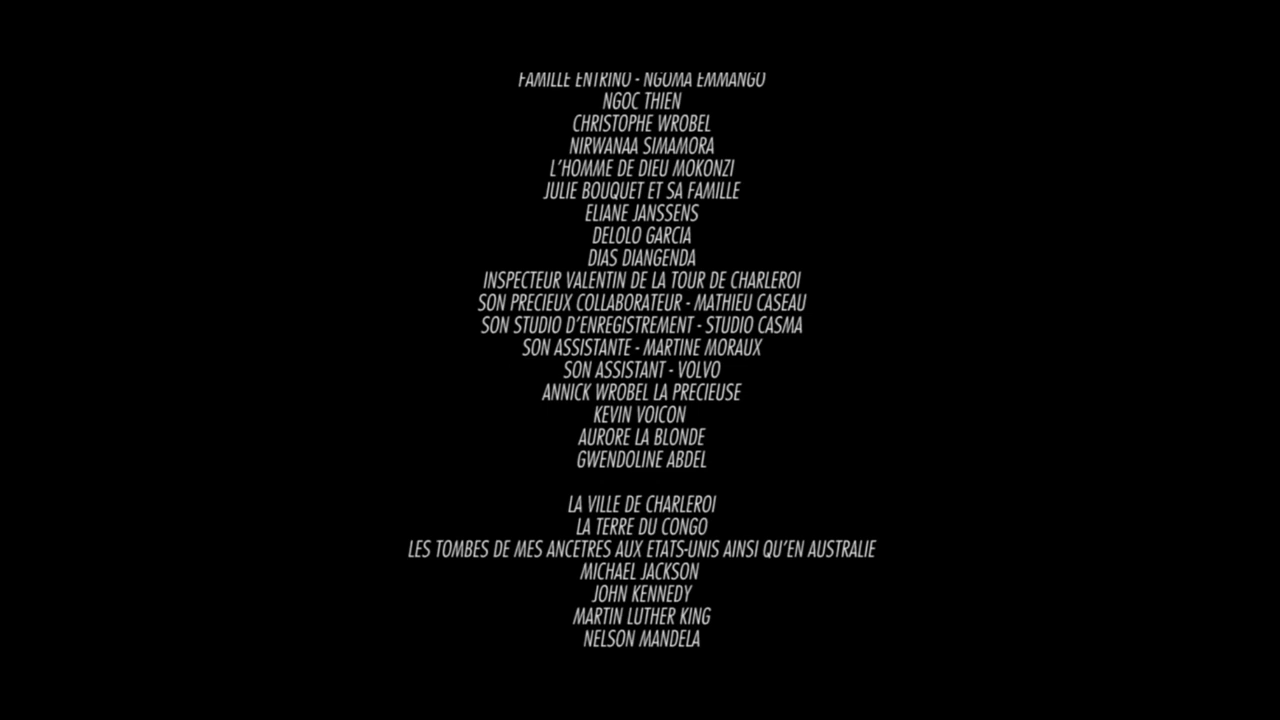 FAMILLE ENTRINO - NGOMA EMMANGO
NGOC THIEN
CHRISTOPHE WROBEL
NIRWANAA SIMAMORA
L'HOMME DE DIEU MOKONZI
JULIE BOUQUET ET SA FAMILLE
ELIANE JANSSENS
DELOLO GARCIA
DIAS DIANGENDA
INSPECTEUR VALENTIN DE LA TOUR DE CHARLEROI
SON PRECIEUX COLLABORATEUR - MATHIEU CASEAU
SON STUDIO D'ENREGISTREMENT - STUDIO CASMA
SON ASSISTANTE - MARTINE MORAUX
SON ASSISTANT - VOLVO
ANNICK WROBEL LA PRECIEUSE
KEVIN VOICON
AURORE LA BLONDE
GWENDOLINE ABDEL
LA VILLE DE CHARLEROI
LA TERRE DU CONGO
LES TOMBES DE MES ANCETRES AUX ETATS-UNIS AINSI QU'EN AUSTRALIE
MICHAEL JACKSON
JOHN KENNEDY
MARTIN LUTHER KING
NELSON MANDELA